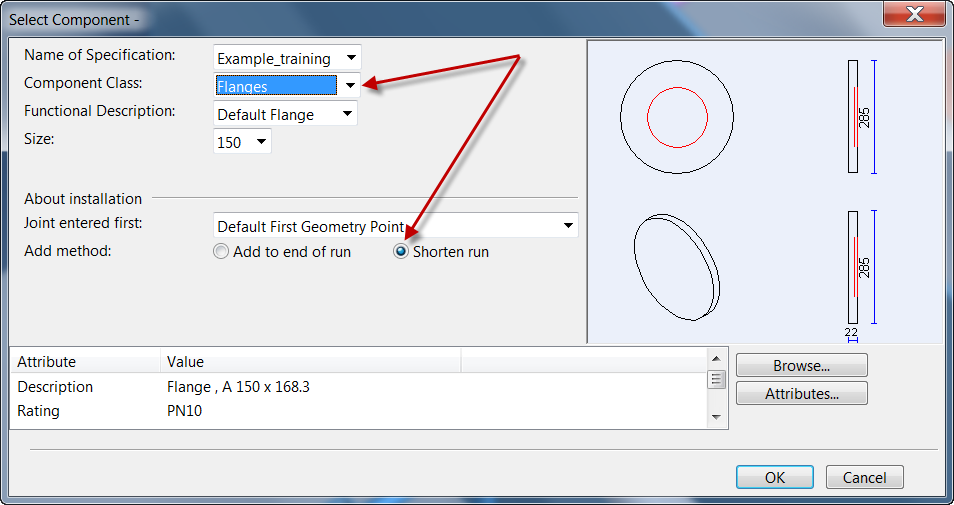 Select Component -
Name of Specification: Example_training
Component Class: Flanges
Functional Description: Default Flange
Size: 150
About installation
Joint entered first: Default First Geometry Point
Add method: Add to end of run Shorten run
285
285
22
Attribute Value
Description Flange , A 150 x 168.3
Rating PN10
Browse...
Attributes...
OK Cancel